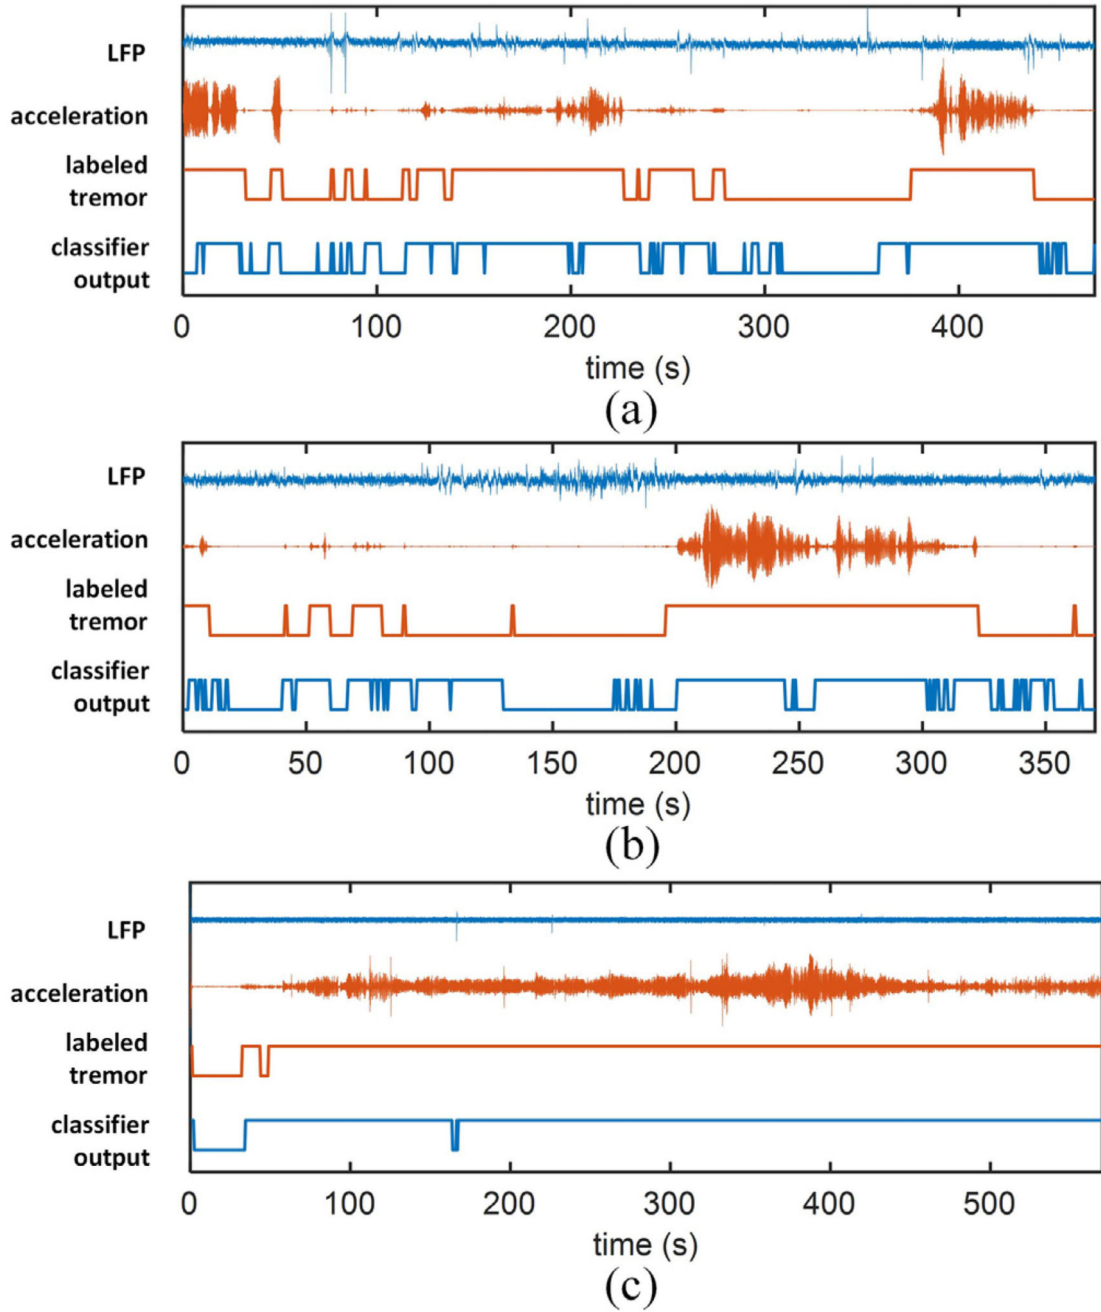 LFP
acceleration
labeled
tremor
classifier
output
0 100 200 300 400
time (s)
(a)
LFP
acceleration
labeled
tremor
classifier
output
0 50 100 150 200 250 300 350
time (s)
(b)
LFP
acceleration
labeled
tremor
classifier
output
0 100 200 300 400 500
time (s)
(c)